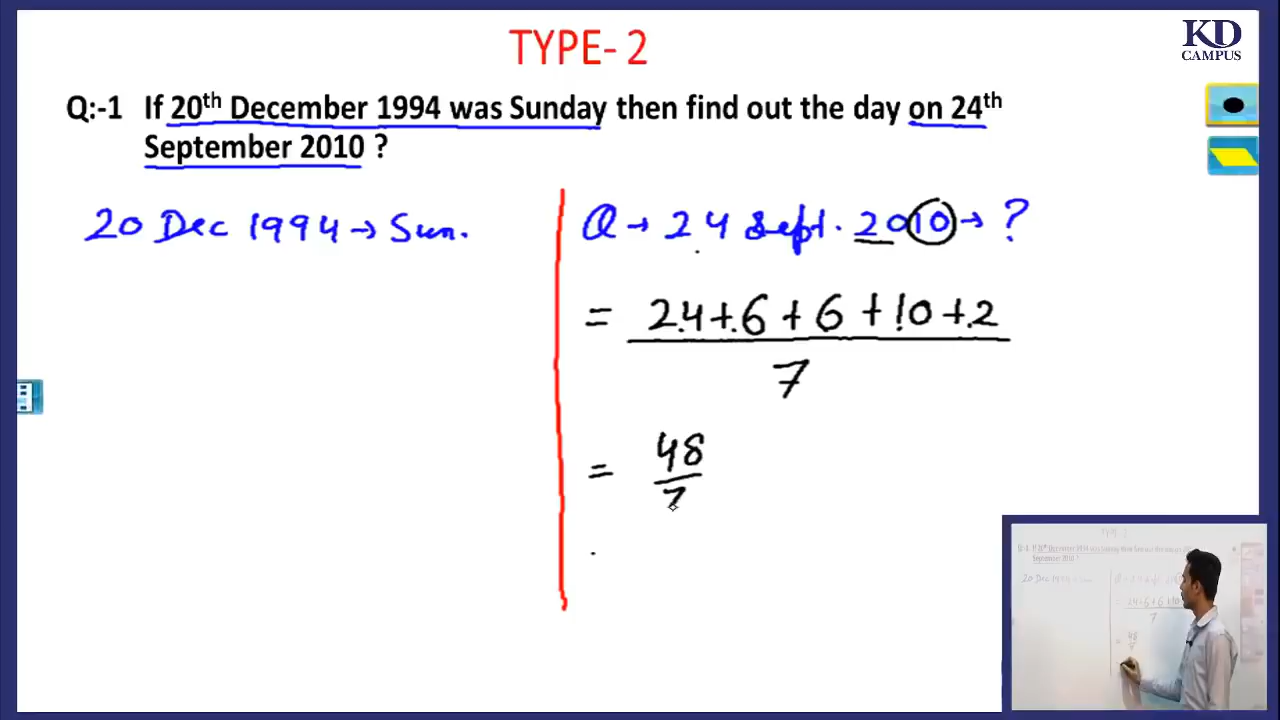 TYPE- 2
KD
CAMPUS
Q:-1 If 20th December 1994 was Sunday then find out the day on 24th
September 2010 ?
20 Dec 1994 → Sun.
Q → 24 Sept. 2010 → ?
= 24+6+6+10+2
7
= 48
7